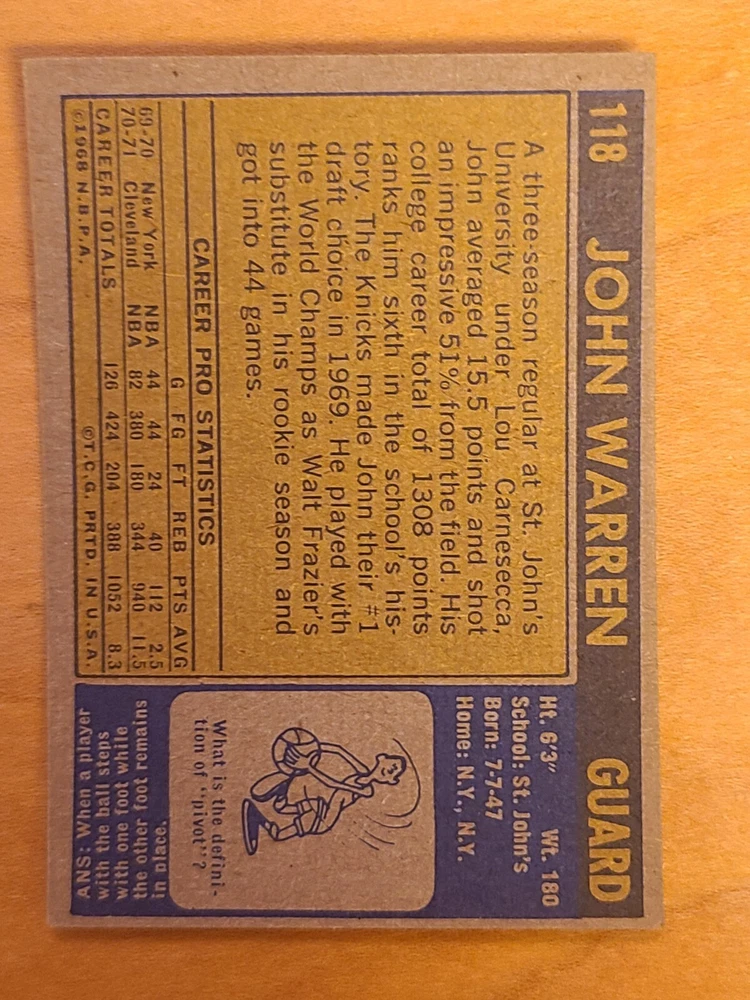 118 JOHN WARREN GUARD
A three-season regular at St. John's
University under Lou Carnesecca,
John averaged 15.5 points and shot
an impressive 51% from the field. His
college career total of 1308 points
ranks him sixth in the school's his-
tory. The Knicks made John their #1
draft choice in 1969. He played with
the World Champs as Walt Frazier's
substitute in his rookie season and
got into 44 games.
CAREER PRO STATISTICS
G FG FT REB PTS AVG
69-70 New York NBA 44 44 24 40 112 2.5
70-71 Cleveland NBA 82 380 180 344 940 11.5
CAREER TOTALS 126 424 204 388 1052 8.3
©1968 N.B.P.A. ©T.C.G. PRTD. IN U.S.A.
Ht. 6'3" Wt. 180
School: St. John's
Born: 7-7-47
Home: N.Y., N.Y.
What is the defini-
tion of "pivot"?
ANS: When a player
with the ball steps
with one foot while
the other foot remains
in place.